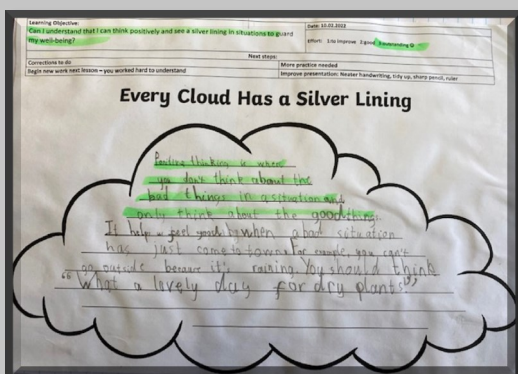 Learning Objective:
Can I understand that I can think positively and see a silver lining in situations to guard
my well-being?
Date: 10.02.2023
Effort: 1to improve 2 good 3 outstanding ☺
Next steps:
Corrections to do
More practice needed
Begin new work next lesson – you worked hard to understand
Improve presentation: Neater handwriting, tidy up, sharp pencil, ruler
Every Cloud Has a Silver Lining
Positive thinking is when
you don't think about the
bad things in a situation and
only think about the good things.
It help feel good when a bad situation
has just come to town. For example, you can't
go outside because it's raining. You should think
"What a lovely day for dry plants"